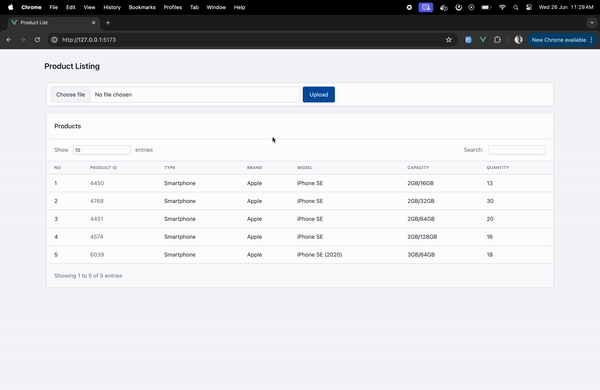 Chrome File Edit View History Bookmarks Profiles Tab Window Help Wed 26 Jun 11:29 AM
Product List
http://127.0.0.1:5173 New Chrome available
Product Listing
Choose file No file chosen Upload
Products
Show 10 entries Search:
NO PRODUCT ID TYPE BRAND MODEL CAPACITY QUANTITY
1 4450 Smartphone Apple iPhone SE 2GB/16GB 13
2 4768 Smartphone Apple iPhone SE 2GB/32GB 30
3 4451 Smartphone Apple iPhone SE 2GB/64GB 20
4 4574 Smartphone Apple iPhone SE 2GB/128GB 16
5 6039 Smartphone Apple iPhone SE (2020) 3GB/64GB 18
Showing 1 to 5 of 5 entries